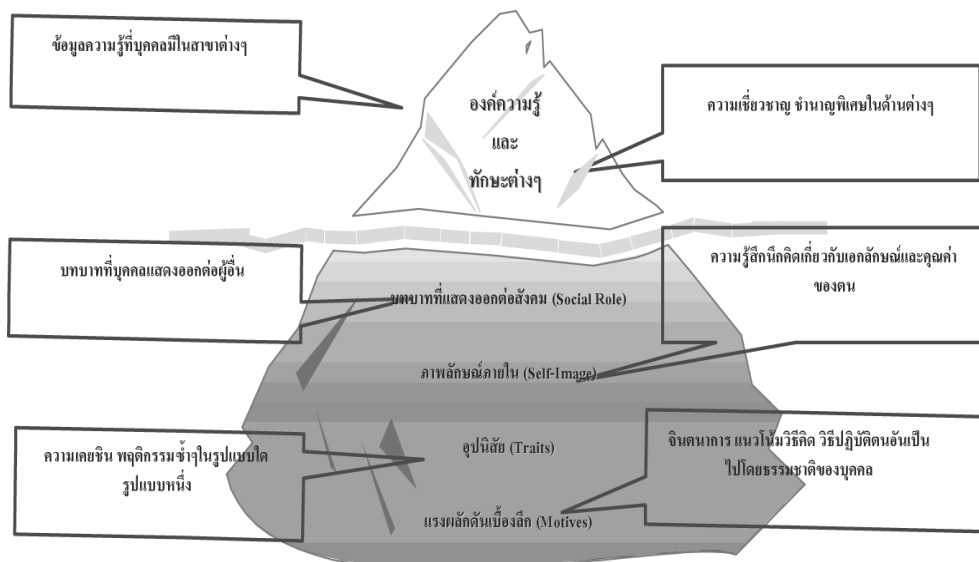 ข้อมูลความรู้ที่บุคคลมีในสาขาต่างๆ
องค์ความรู้
และ
ทักษะต่างๆ
ความเชี่ยวชาญ ชำนาญพิเศษในด้านต่างๆ
บทบาทที่บุคคลแสดงออกต่อผู้อื่น
บทบาทที่แสดงออกต่อสังคม (Social Role)
ความรู้สึกนึกคิดเกี่ยวกับเอกลักษณ์และคุณค่า
ของตน
ภาพลักษณ์ภายใน (Self-Image)
ความเคยชิน พฤติกรรมซ้ำๆในรูปแบบใด
รูปแบบหนึ่ง
อุปนิสัย (Traits)
จินตนาการ แนวโน้มวิธีคิด วิธีปฏิบัติตนอันเป็น
ไปโดยธรรมชาติของบุคคล
แรงผลักดันเบื้องลึก (Motives)